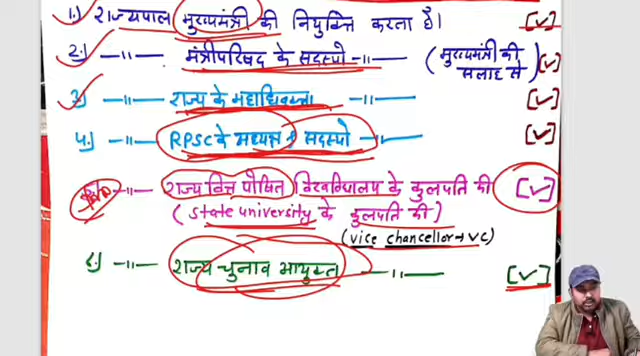 1.) राज्यपाल मुख्यमंत्री की नियुक्ति करता है। [✓]
2.) —〃— मंत्रीपरिषद के सदस्यो —〃— (मुख्यमंत्री की सलाह से) [✓]
3.) —〃— राज्य के महाधिवक्ता —〃— [✓]
4.) —〃— RPSC के अध्यक्ष व सदस्यो —〃— [✓]
—〃— राज्य वित्त पोषित विश्वविद्यालय के कुलपति की [✓]
(State university के कुलपति की)
(vice chancellor → VC)
—〃— राज्य चुनाव आयुक्त —〃— [✓]